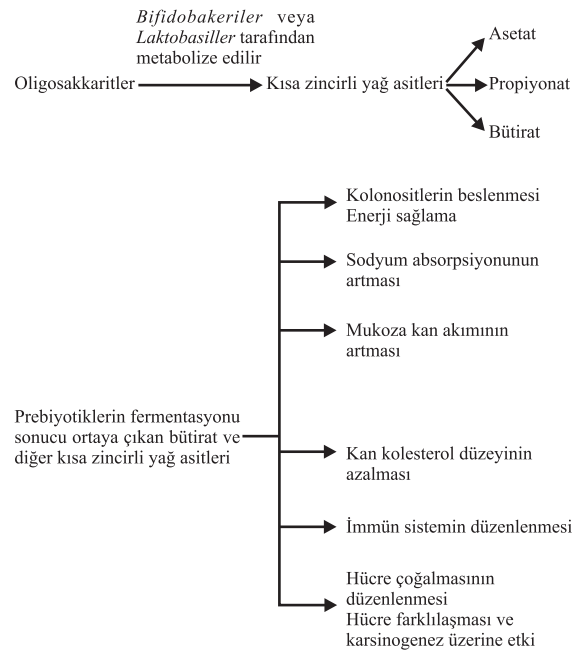 Bifidobakeriler veya
Laktobasiller tarafından
metabolize edilir
Oligosakkaritler
Kısa zincirli yağ asitleri
Asetat
Propiyonat
Bütirat
Prebiyotiklerin fermentasyonu
sonucu ortaya çıkan bütirat ve
diğer kısa zincirli yağ asitleri
Kolonositlerin beslenmesi
Enerji sağlama
Sodyum absorpsiyonunun
artması
Mukoza kan akımının
artması
Kan kolesterol düzeyinin
azalması
İmmün sistemin düzenlenmesi
Hücre çoğalmasının
düzenlenmesi
Hücre farklılaşması ve
karsinogenez üzerine etki